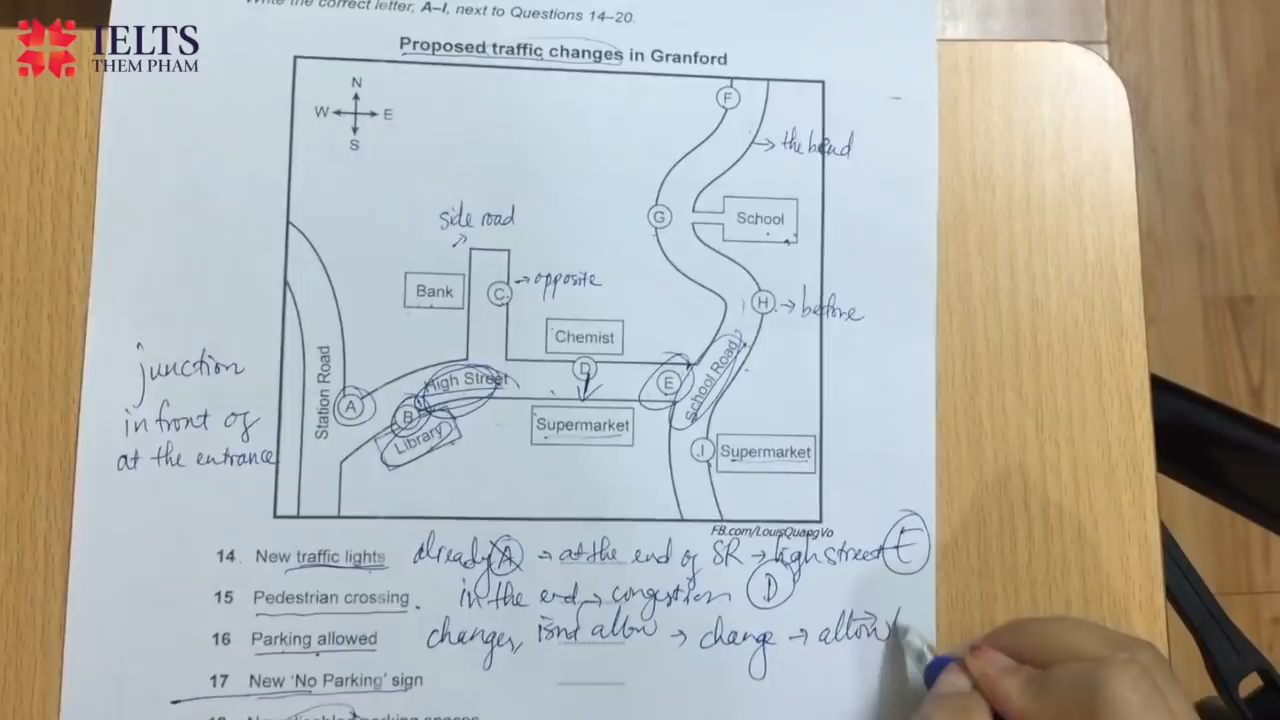 IELTS
THEM PHAM
Write the correct letter, A–I, next to Questions 14–20.
Proposed traffic changes in Granford
N
W E
S
F
the bend
G
School
side road
Bank
C
opposite
H
before
Chemist
D
junction
in front of
at the entrance
Station Road
A
High Street
B
Library
E
School Road
Supermarket
I
Supermarket
FB.com/LouisQuangVo
14 New traffic lights already A → at the end of SR → high street E
15 Pedestrian crossing in the end → congestion D
16 Parking allowed changes, isnt allow → change → allow
17 New 'No Parking' sign